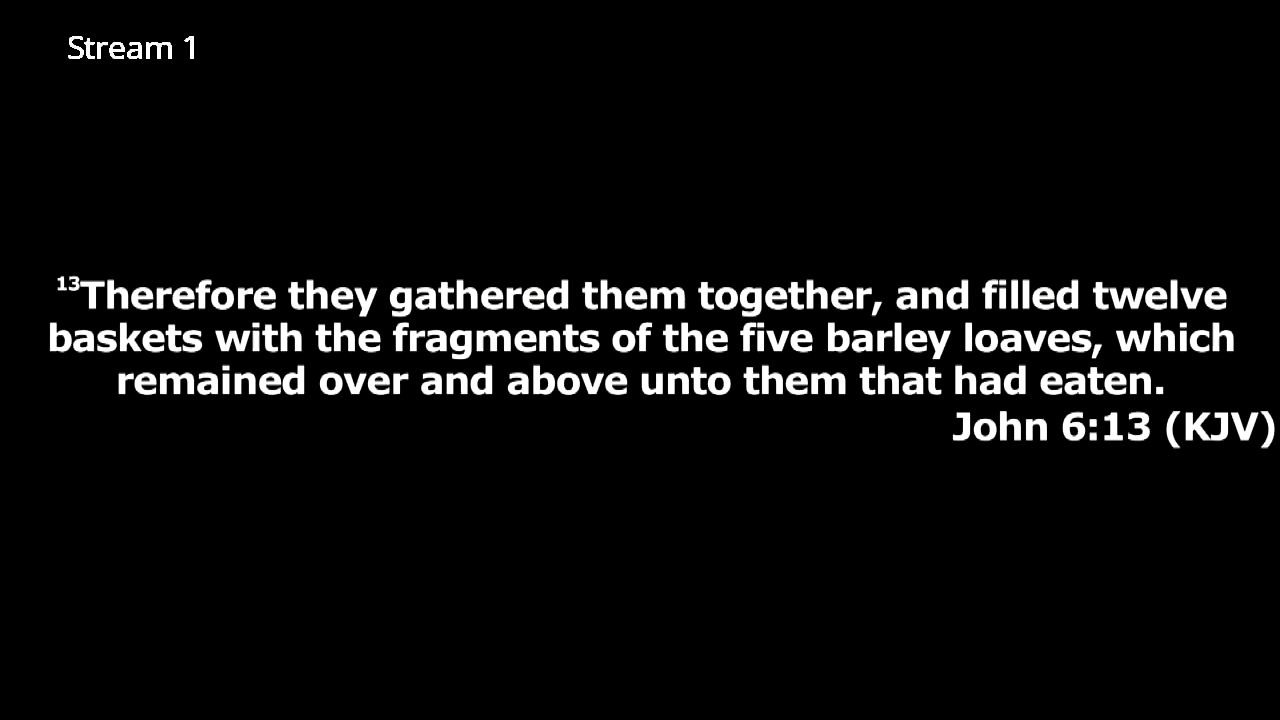 Stream 1
13Therefore they gathered them together, and filled twelve
baskets with the fragments of the five barley loaves, which
remained over and above unto them that had eaten.
John 6:13 (KJV)